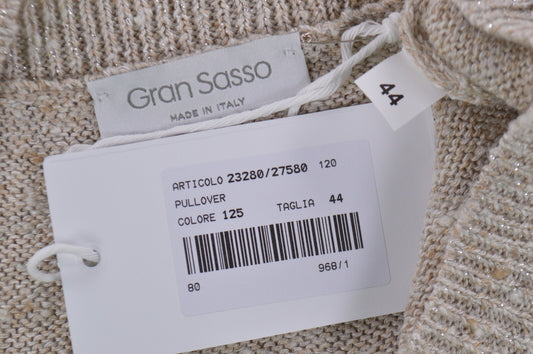 Gran Sasso
MADE IN ITALY
44
ARTICOLO 23280/27580 120
PULLOVER
COLORE 125 TAGLIA 44
80 968/1